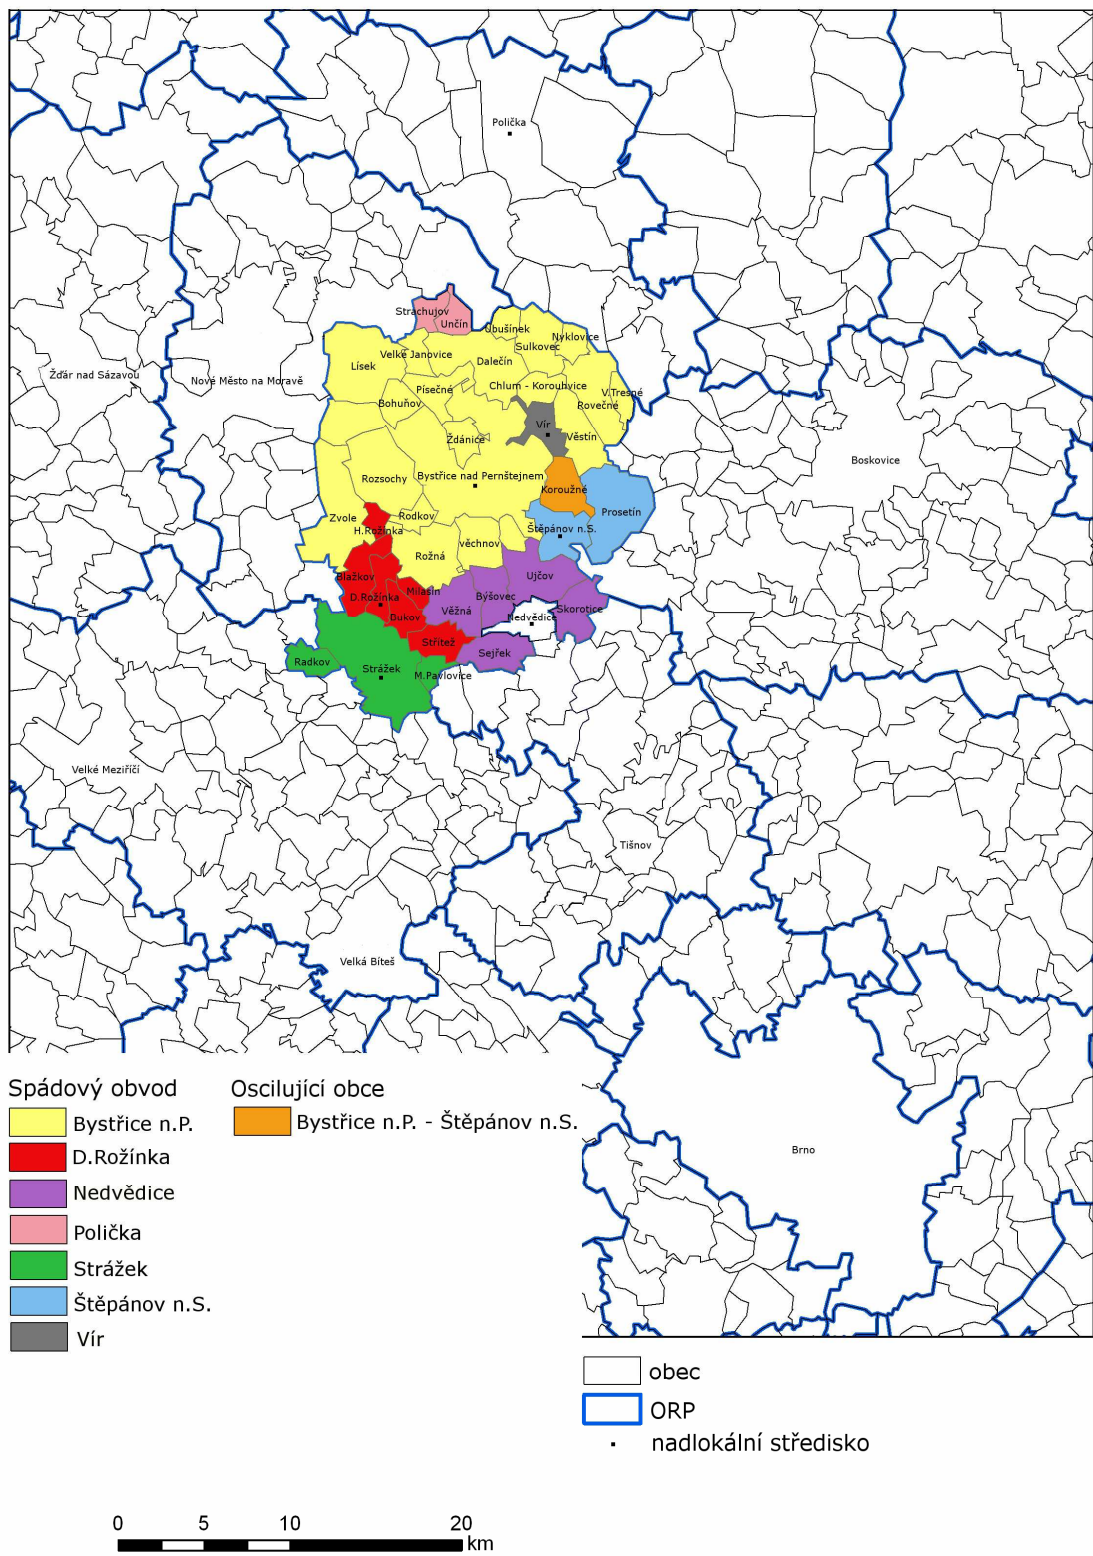 Polička
Strachujov
Unčín
Ubušínek
Sulkovec
Nyklovice
Velké Janovice
Dalečín
Lísek
Žďár nad Sázavou
Nové Město na Moravě
Písečné
Chlum - Korouhvice
V.Tresné
Bohuňov
Rovečné
Vír
Věstín
Ždánice
Boskovice
Rozsochy
Bystřice nad Pernštejnem
Koroužné
Prosetín
Zvole
Rodkov
H.Rožínka
Štěpánov n.S.
věchnov
Rožná
Blažkov
Ujčov
Milasín
D.Rožínka
Býšovec
Věžná
Skorotice
Bukov
Nedvědice
Střítež
Sejřek
Radkov
Strážek
M.Pavlovice
Velké Meziříčí
Tišnov
Velká Bíteš
Brno
Spádový obvod
Bystřice n.P.
D.Rožínka
Nedvědice
Polička
Strážek
Štěpánov n.S.
Vír
Oscilující obce
Bystřice n.P. - Štěpánov n.S.
obec
ORP
nadlokální středisko
0 5 10 20
km